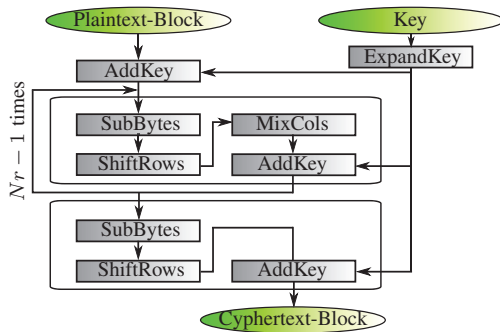 Plaintext-Block
Key
ExpandKey
AddKey
Nr − 1 times
SubBytes
MixCols
ShiftRows
AddKey
SubBytes
ShiftRows
AddKey
Cyphertext-Block